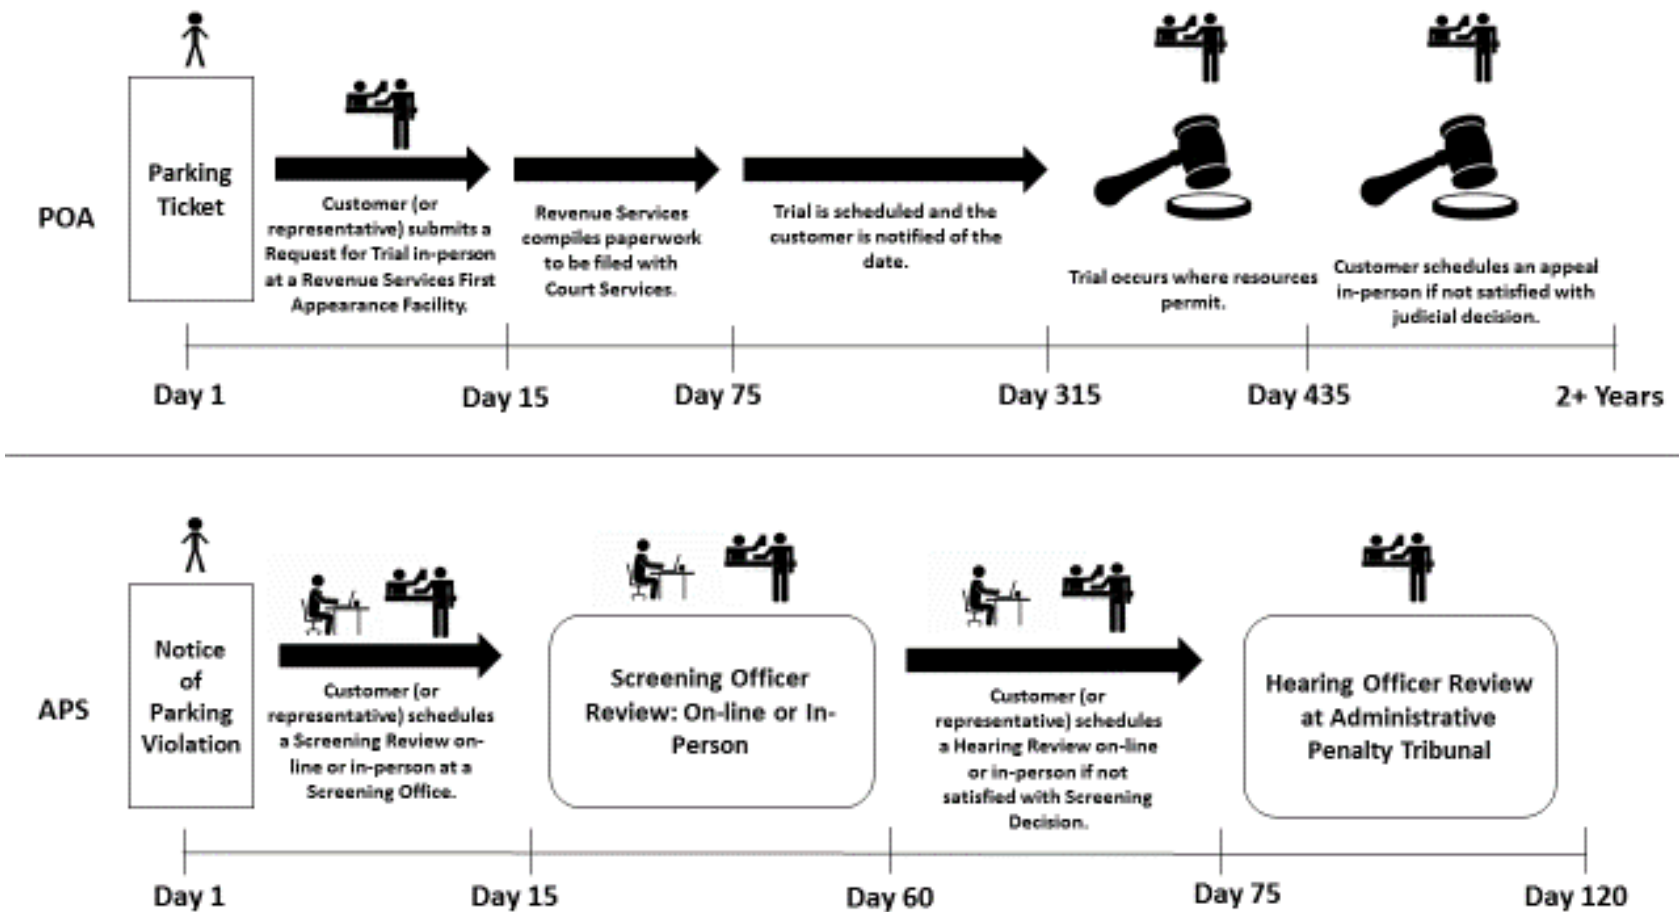 POA
Parking
Ticket
Customer (or
representative) submits a
Request for Trial in-person
at a Revenue Services First
Appearance Facility.
Revenue Services
compiles paperwork
to be filed with
Court Services.
Trial is scheduled and the
customer is notified of the
date.
Trial occurs where resources
permit.
Customer schedules an appeal
in-person if not satisfied with
judicial decision.
Day 1
Day 15
Day 75
Day 315
Day 435
2+ Years
APS
Notice
of
Parking
Violation
Customer (or
representative) schedules
a Screening Review on-
line or in-person at a
Screening Office.
Screening Officer
Review: On-line or In-
Person
Customer (or
representative) schedules
a Hearing Review on-line
or in-person if not
satisfied with Screening
Decision.
Hearing Officer Review
at Administrative
Penalty Tribunal
Day 1
Day 15
Day 60
Day 75
Day 120